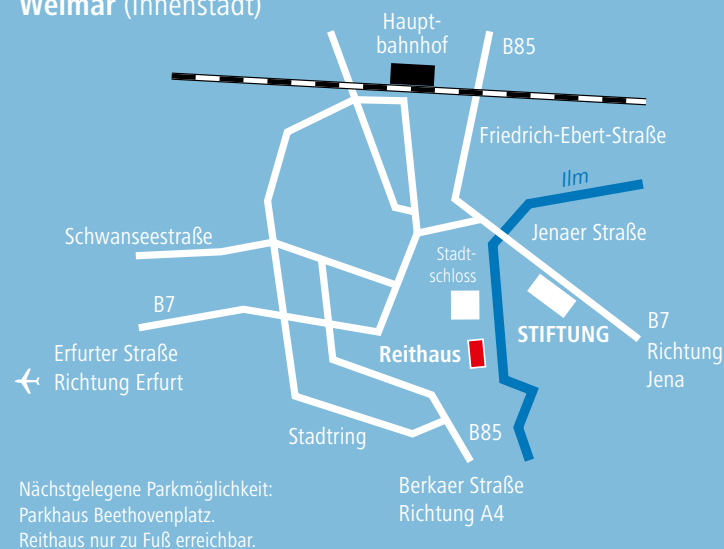 Weimar (Innenstadt)
Haupt-
bahnhof
B85
Friedrich-Ebert-Straße
Ilm
Schwanseestraße
Jenaer Straße
Stadt-
schloss
B7
STIFTUNG
B7
Richtung
Jena
Erfurter Straße
Richtung Erfurt
Reithaus
Stadtring
B85
Berkaer Straße
Richtung A4
Nächstgelegene Parkmöglichkeit:
Parkhaus Beethovenplatz.
Reithaus nur zu Fuß erreichbar.